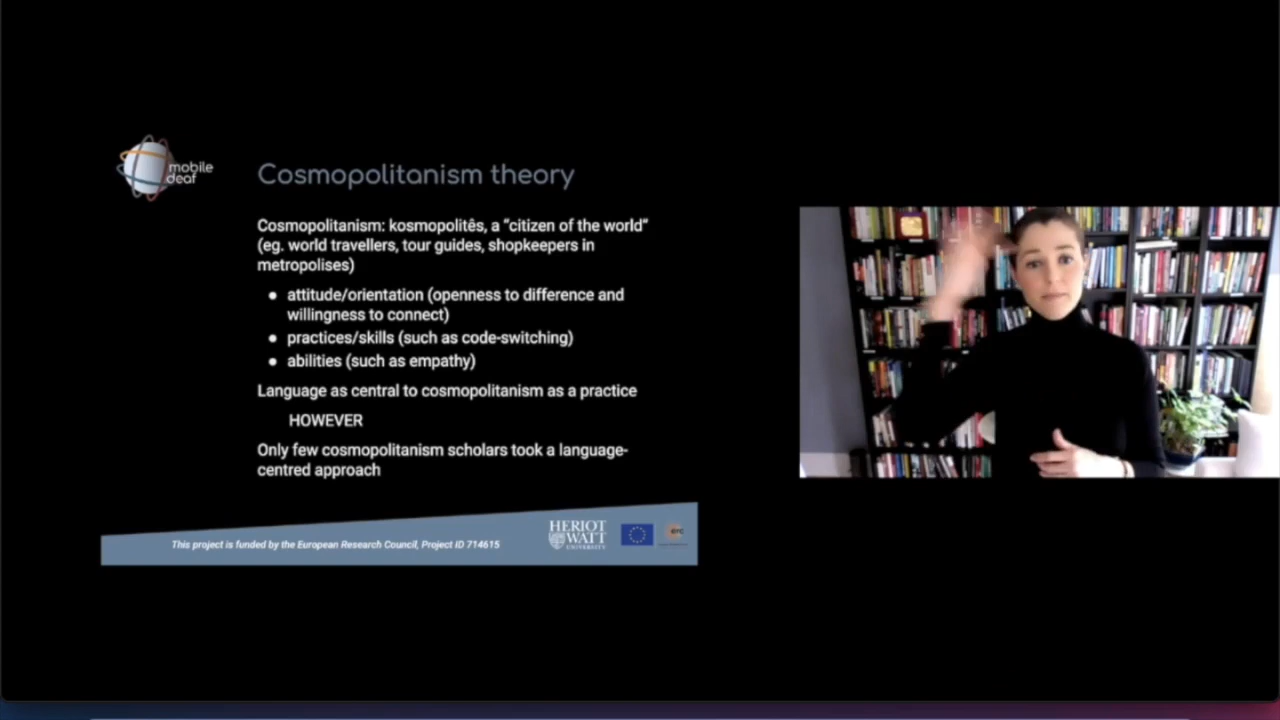 mobile
deaf
Cosmopolitanism theory
Cosmopolitanism: kosmopolitês, a “citizen of the world”
(eg. world travellers, tour guides, shopkeepers in
metropolises)
● attitude/orientation (openness to difference and
willingness to connect)
● practices/skills (such as code-switching)
● abilities (such as empathy)
Language as central to cosmopolitanism as a practice
HOWEVER
Only few cosmopolitanism scholars took a language-
centred approach
This project is funded by the European Research Council, Project ID 714615
HERIOT
WATT
UNIVERSITY
erc